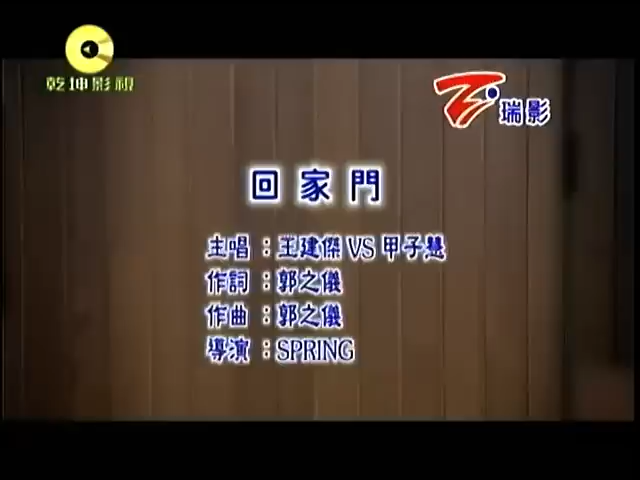 乾坤影視
瑞影
回家門
主唱：王建傑 VS 甲子慧
作詞：郭之儀
作曲：郭之儀
導演：SPRING